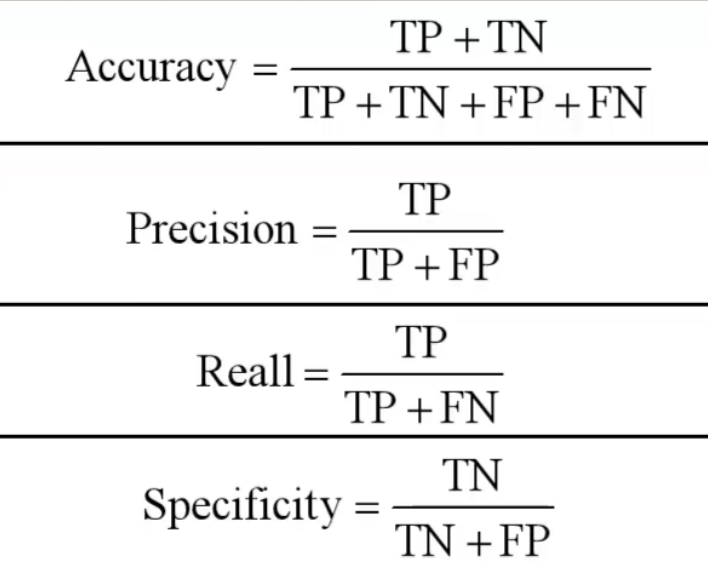 Accuracy = (TP + TN) / (TP + TN + FP + FN)
Precision = TP / (TP + FP)
Reall = TP / (TP + FN)
Specificity = TN / (TN + FP)